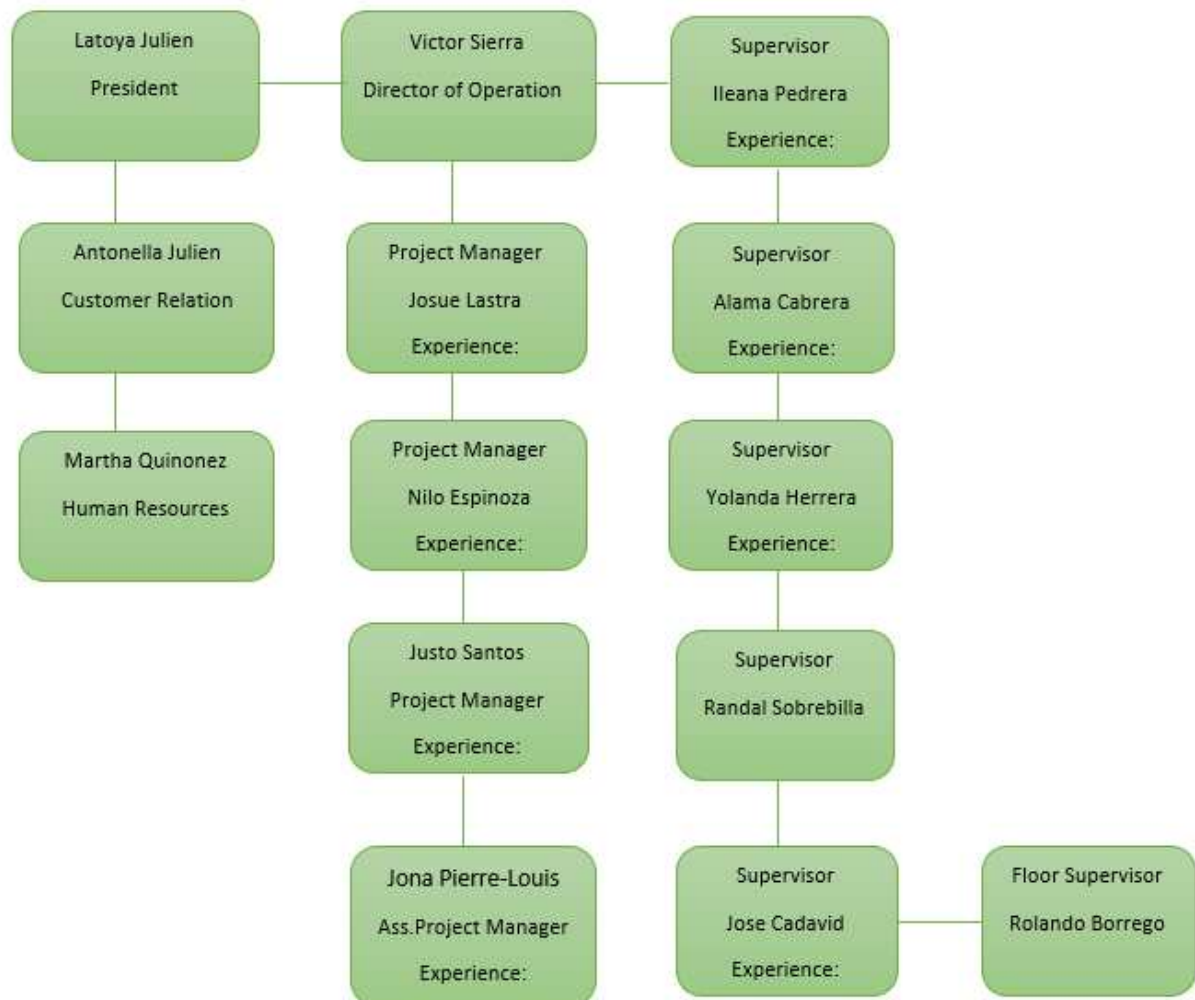 Latoya Julien
President
Victor Sierra
Director of Operation
Supervisor
Ileana Pedrera
Experience:
Antonella Julien
Customer Relation
Project Manager
Josue Lastra
Experience:
Supervisor
Alama Cabrera
Experience:
Martha Quinonez
Human Resources
Project Manager
Nilo Espinoza
Experience:
Supervisor
Yolanda Herrera
Experience:
Justo Santos
Project Manager
Experience:
Supervisor
Randal Sobrebilla
Jona Pierre-Louis
Ass.Project Manager
Experience:
Supervisor
Jose Cadavid
Experience:
Floor Supervisor
Rolando Borrego